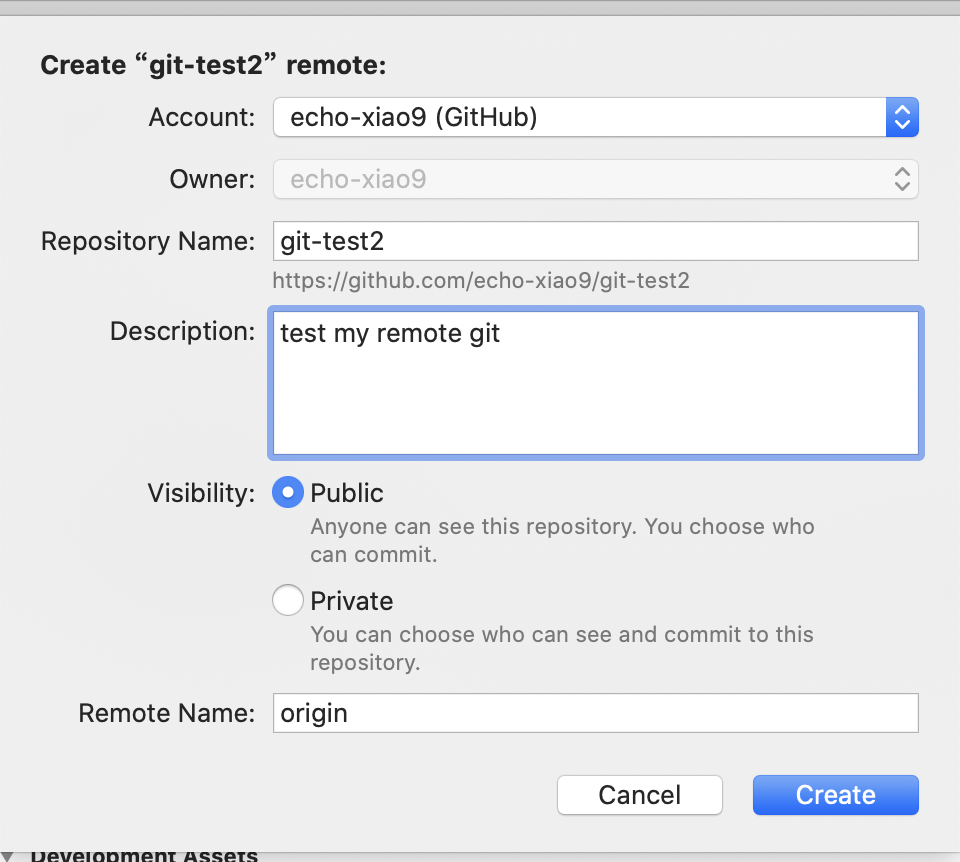 Create “git-test2” remote:
Account: echo-xiao9 (GitHub)
Owner: echo-xiao9
Repository Name: git-test2
https://github.com/echo-xiao9/git-test2
Description: test my remote git
Visibility: Public
Anyone can see this repository. You choose who
can commit.
Private
You can choose who can see and commit to this
repository.
Remote Name: origin
Cancel Create
Development Assets